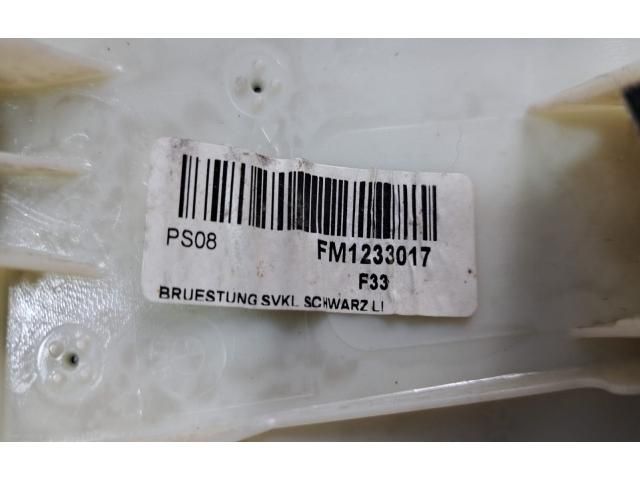 PS08 FM1233017
F33
BRUESTUNG SVKL SCHWARZ LI